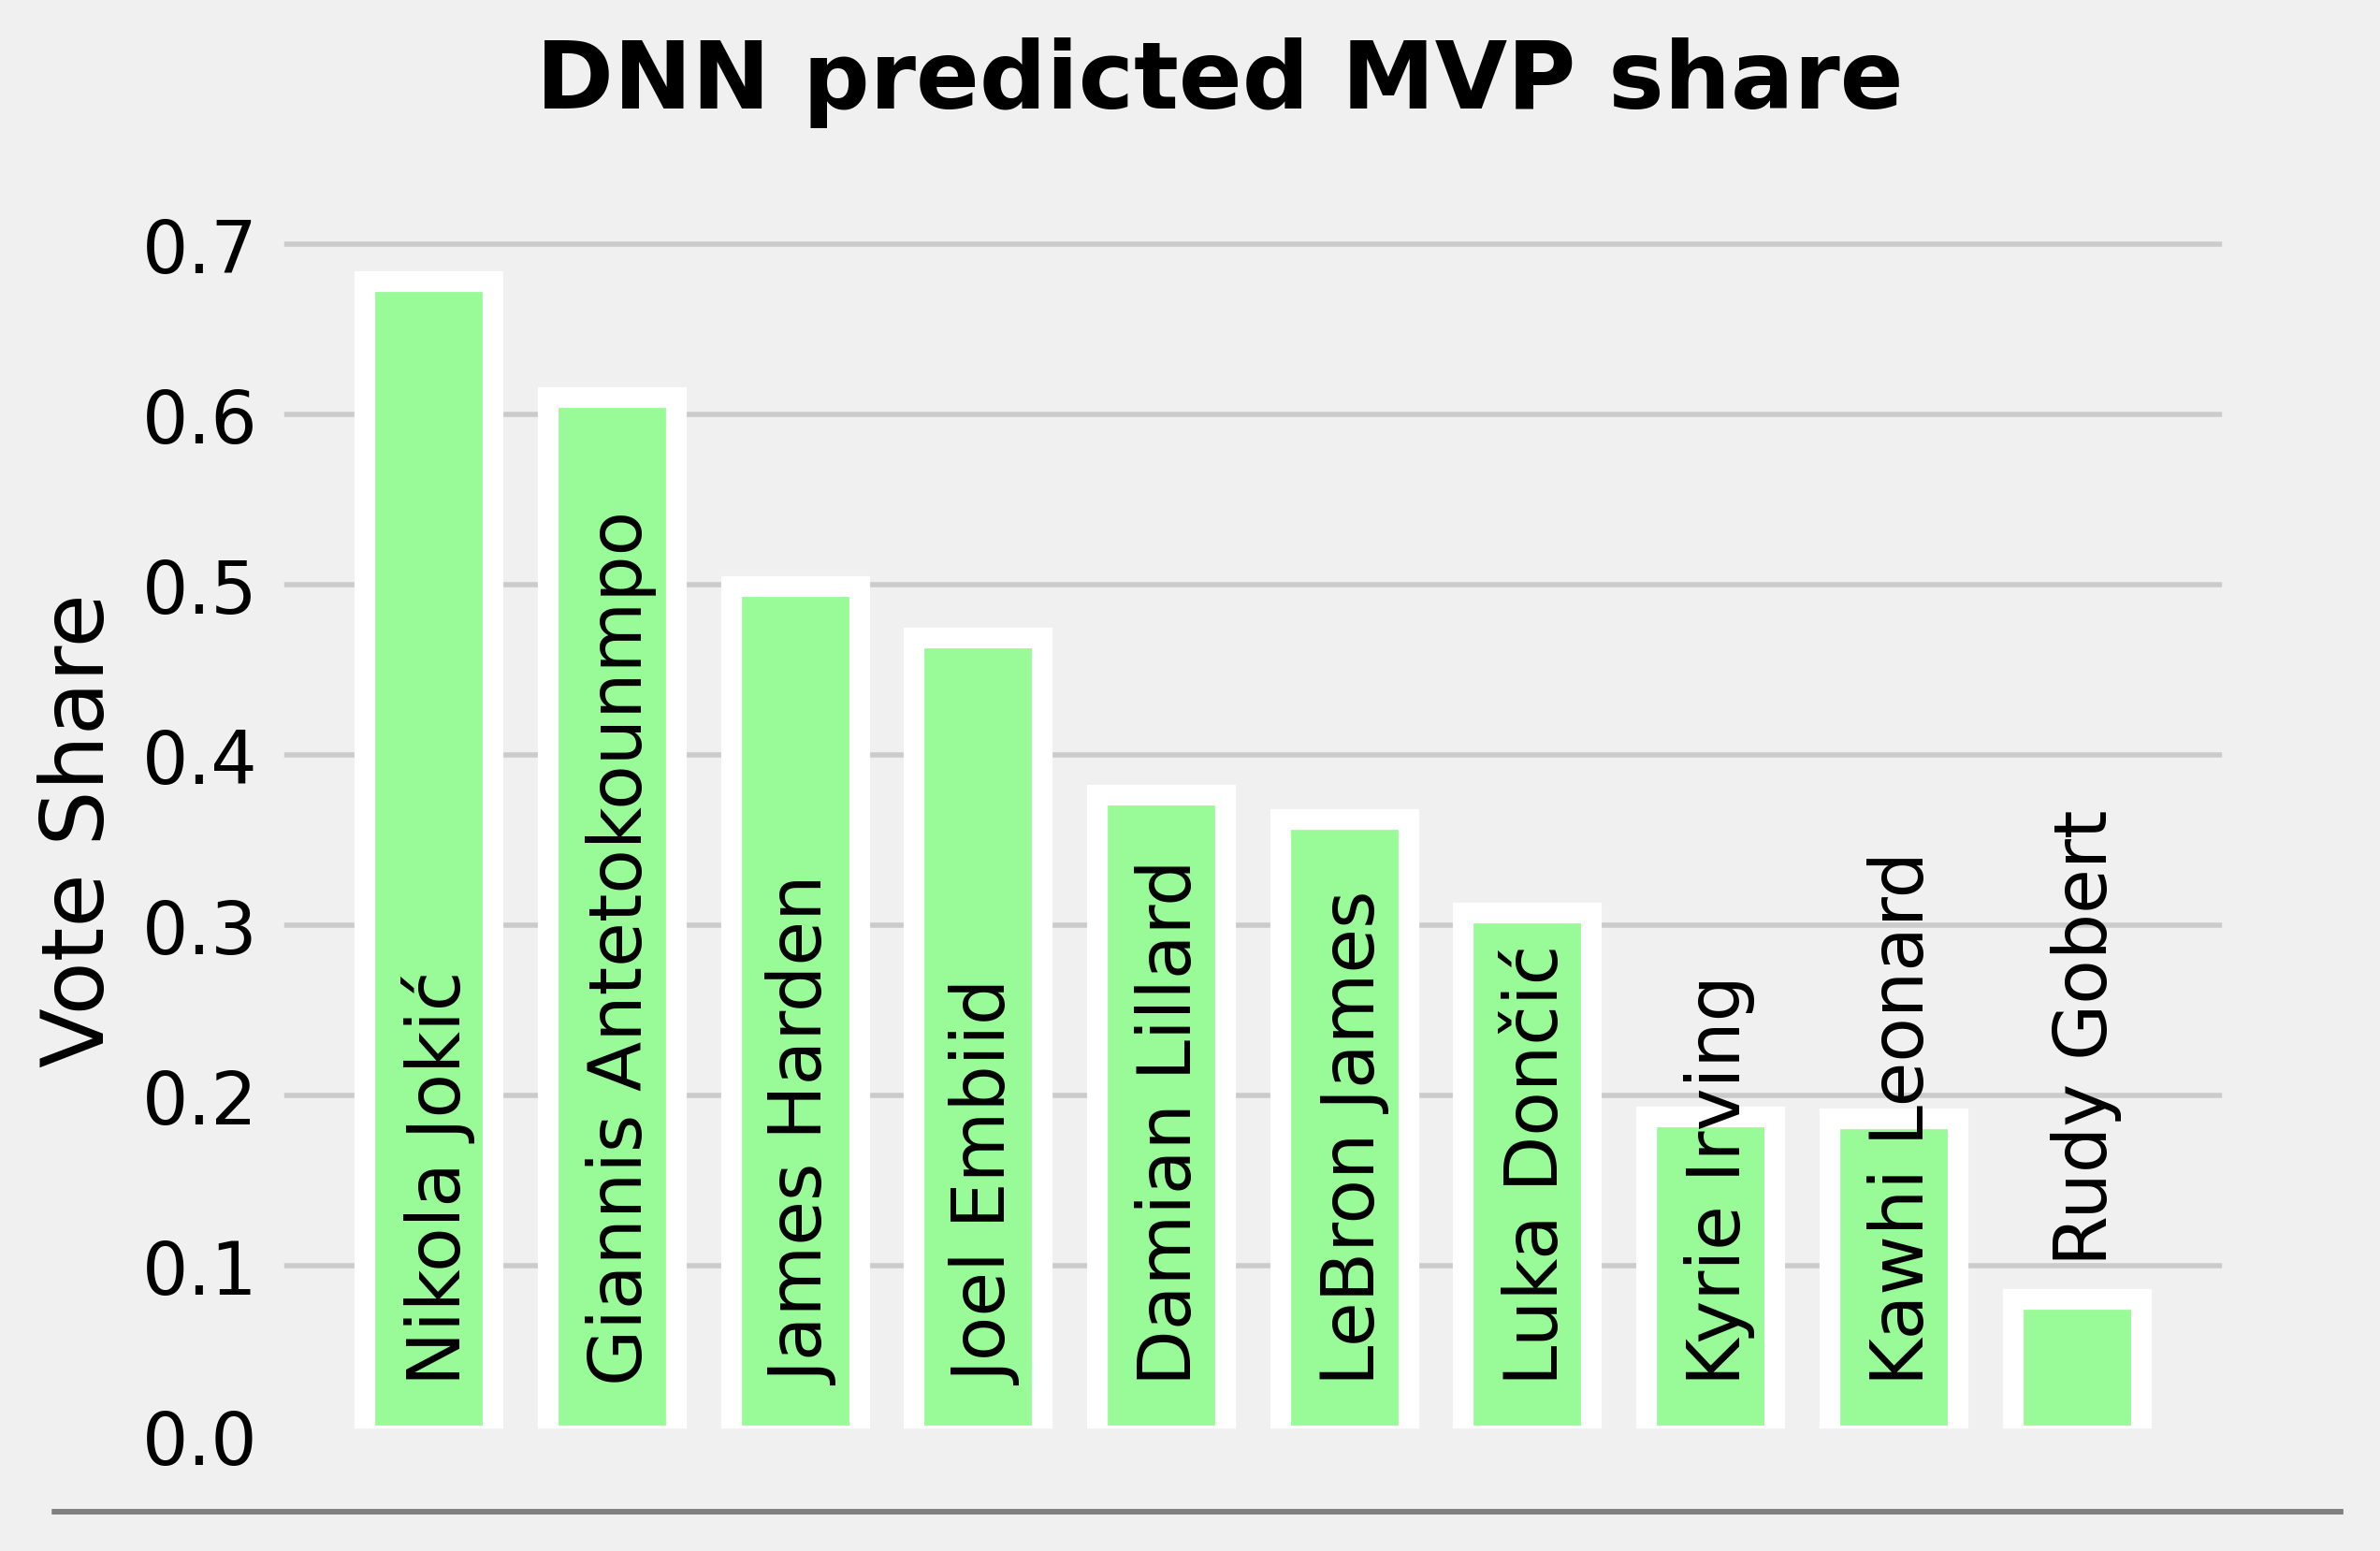 DNN predicted MVP share
Vote Share
0.7
0.6
0.5
0.4
0.3
0.2
0.1
0.0
Nikola Jokić
Giannis Antetokounmpo
James Harden
Joel Embiid
Damian Lillard
LeBron James
Luka Dončić
Kyrie Irving
Kawhi Leonard
Rudy Gobert